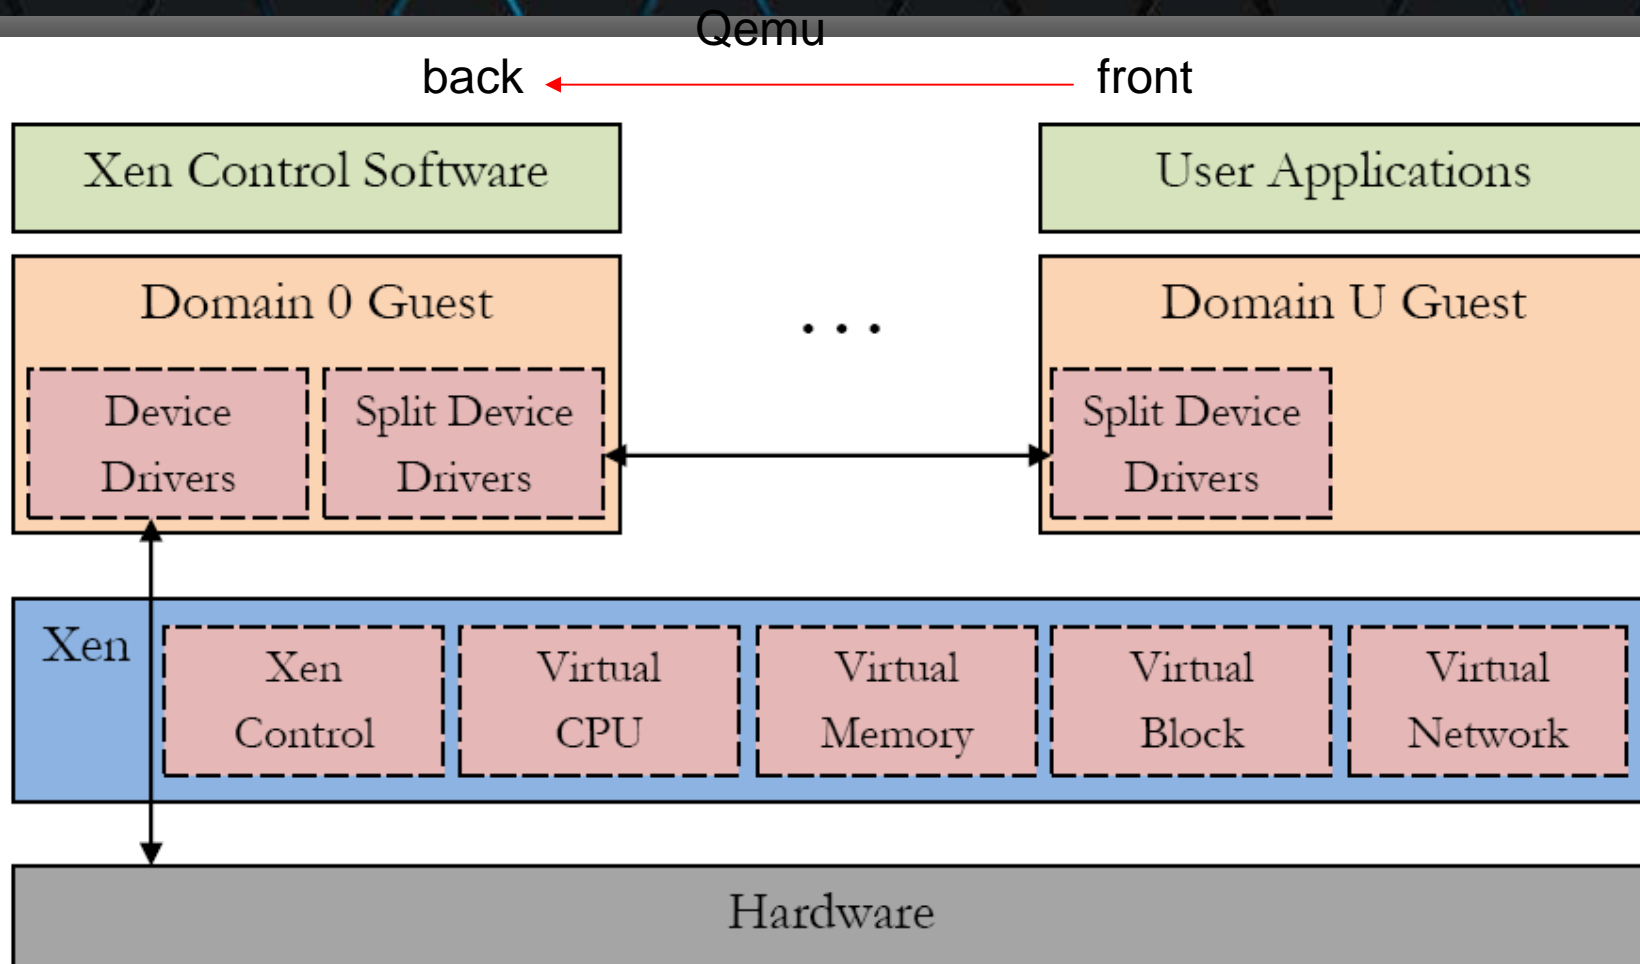 Qemu
back front
Xen Control Software
User Applications
Domain 0 Guest
...
Domain U Guest
Device
Drivers
Split Device
Drivers
Split Device
Drivers
Xen
Xen
Control
Virtual
CPU
Virtual
Memory
Virtual
Block
Virtual
Network
Hardware